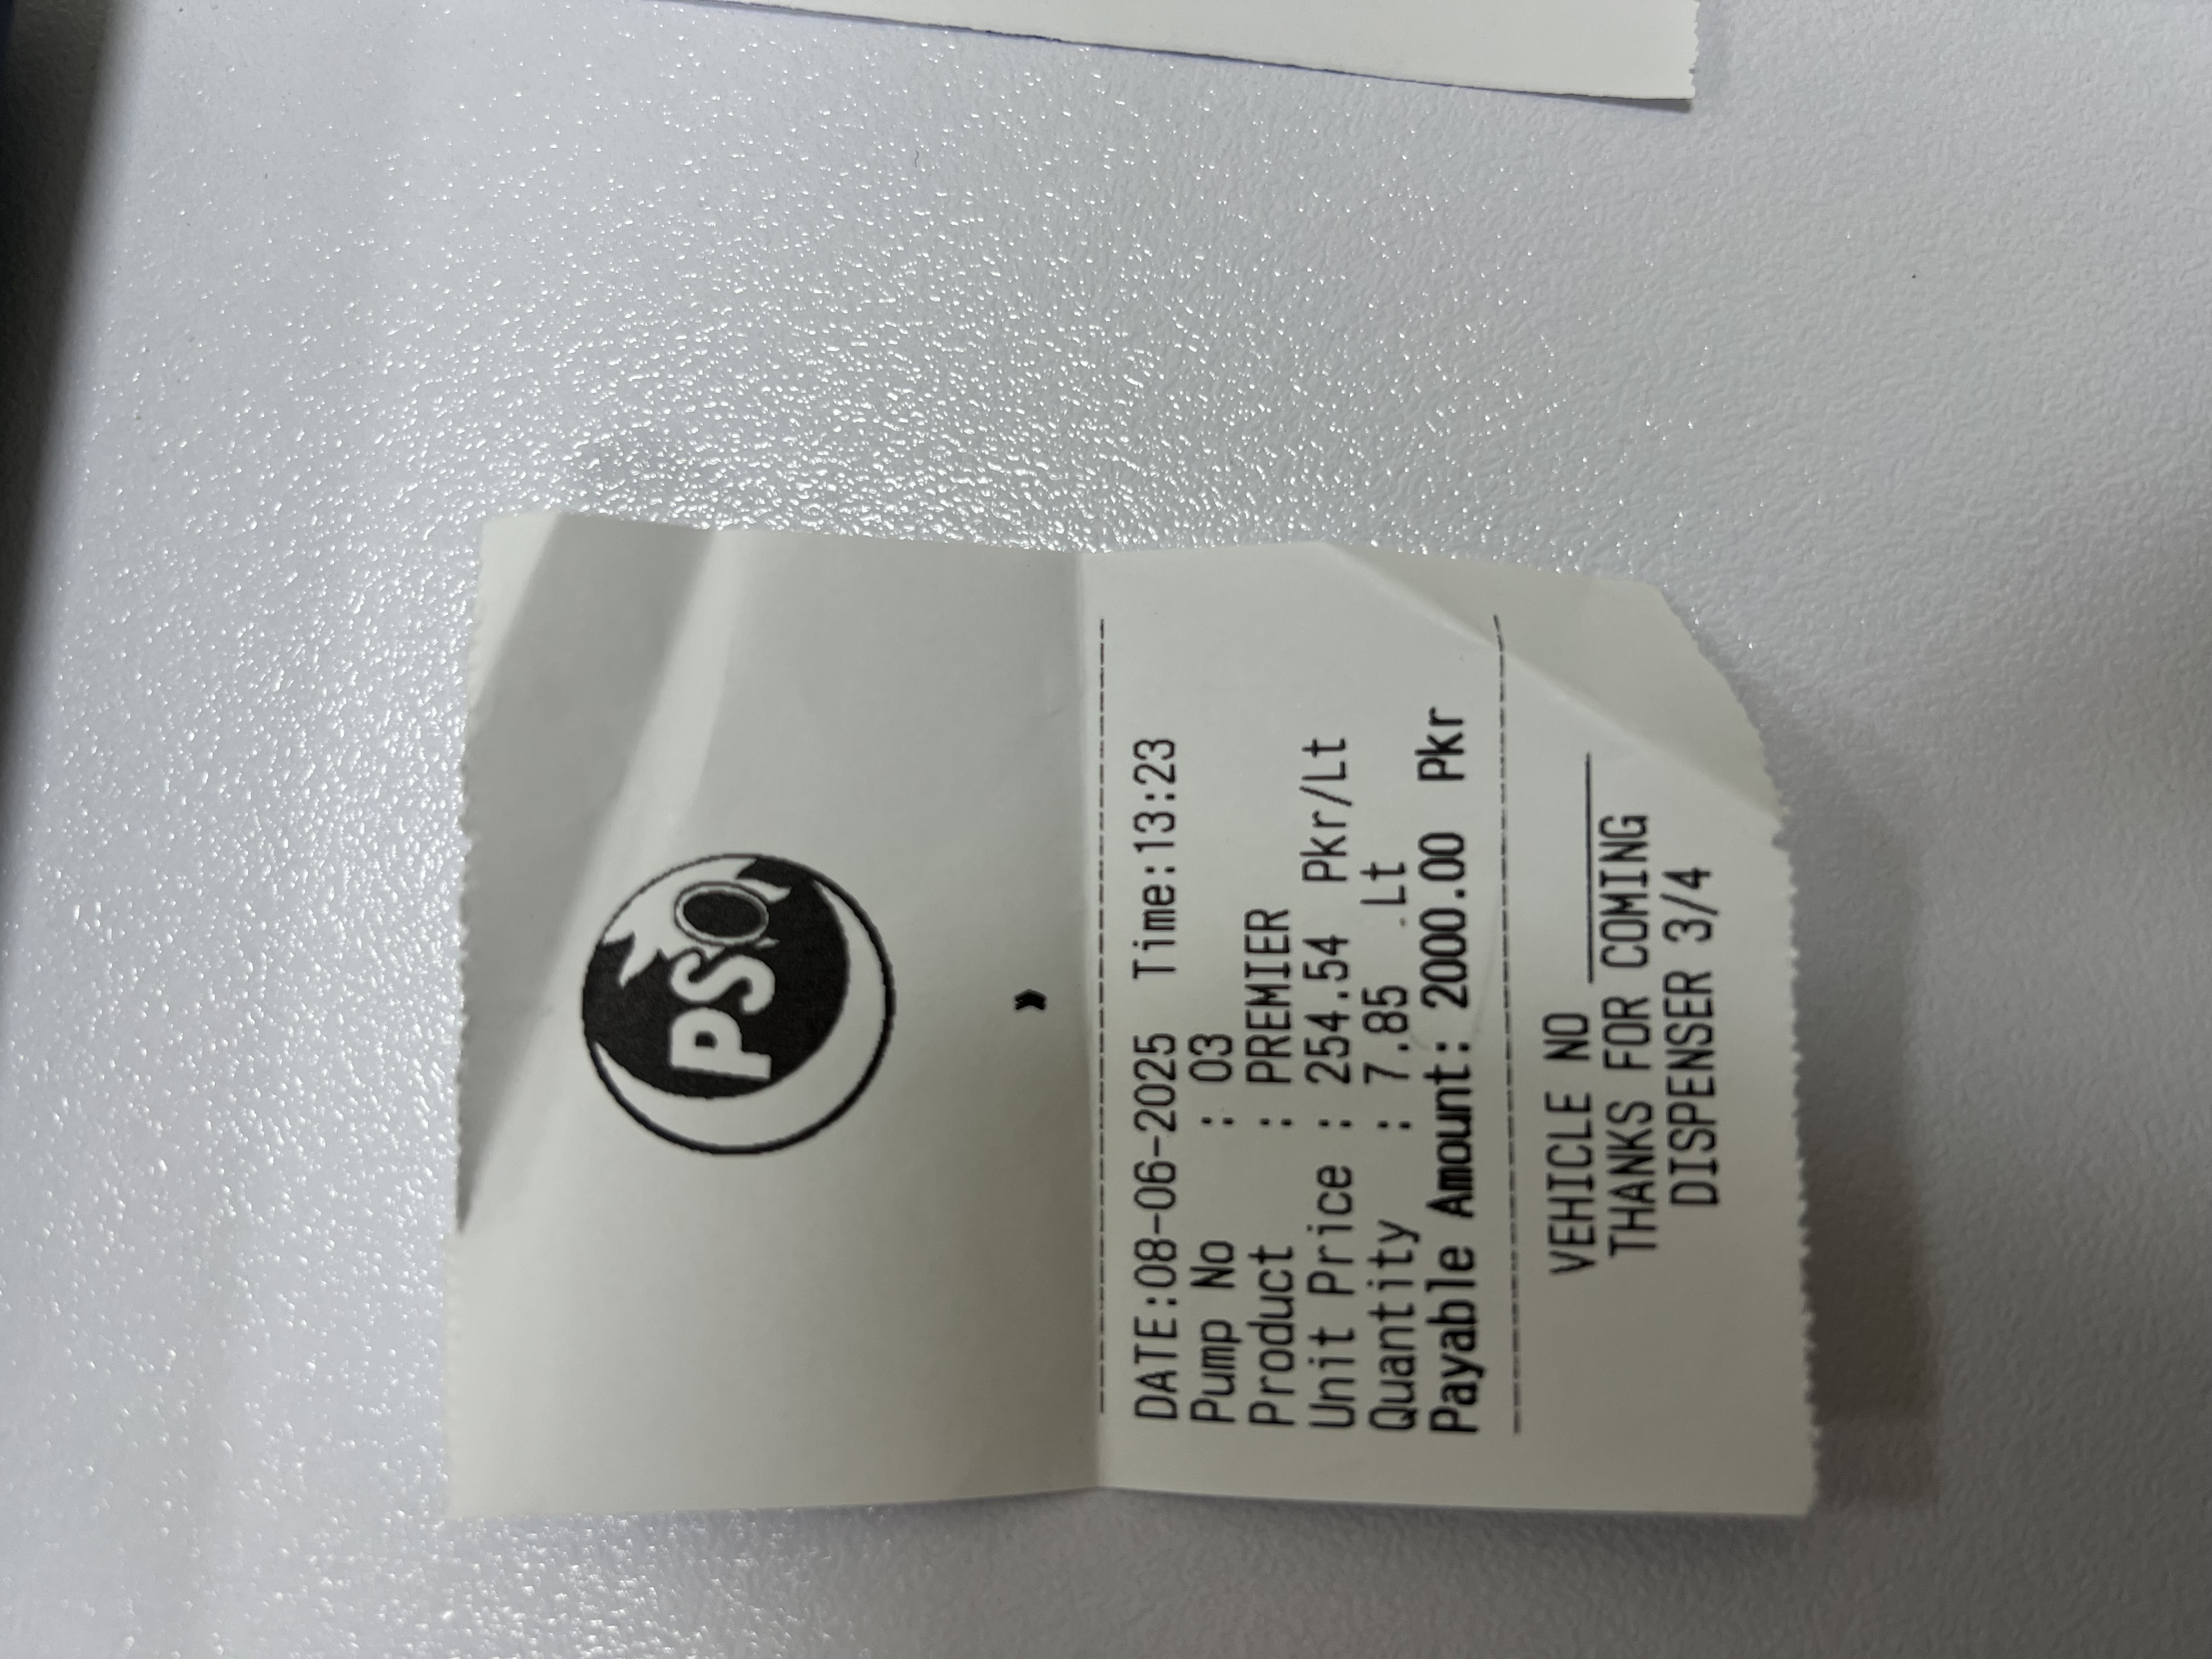 PSO
DATE:08-06-2025 Time:13:23
Pump No : 03
Product : PREMIER
Unit Price : 254.54 Pkr/Lt
Quantity : 7.85 .Lt
Payable Amount: 2000.00 Pkr
VEHICLE NO __________
THANKS FOR COMING
DISPENSER 3/4